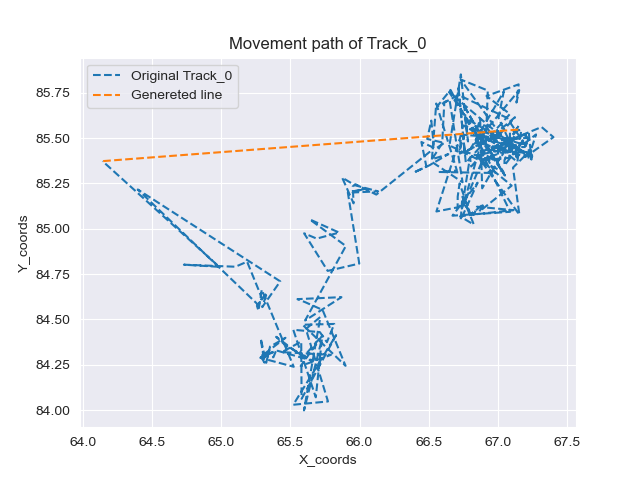 Movement path of Track_0
Original Track_0
Genereted line
Y_coords
85.75
85.50
85.25
85.00
84.75
84.50
84.25
84.00
64.0 64.5 65.0 65.5 66.0 66.5 67.0 67.5
X_coords